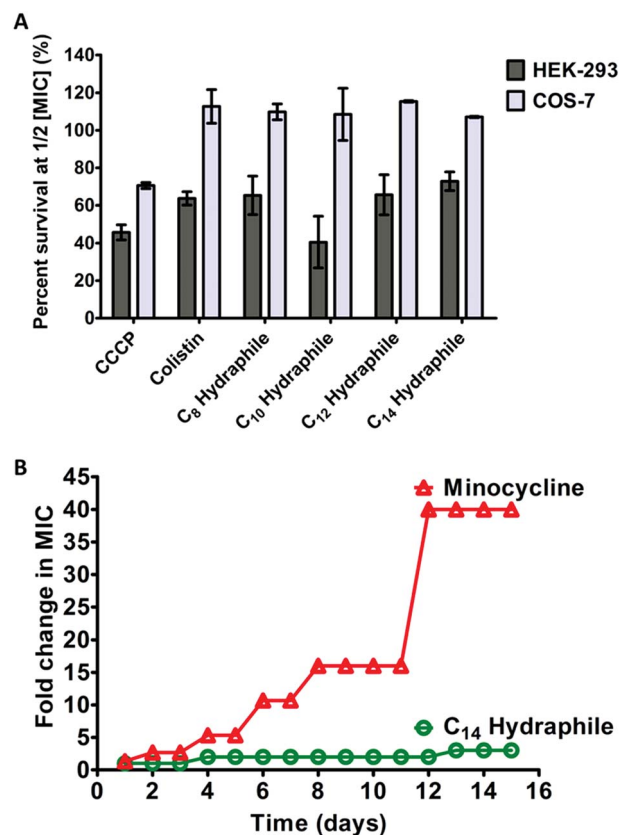 A
Percent survival at 1/2 [MIC] (%)
140
120
100
80
60
40
20
0
HEK-293
COS-7
CCCP
Colistin
C₈ Hydraphile
C₁₀ Hydraphile
C₁₂ Hydraphile
C₁₄ Hydraphile
B
Fold change in MIC
45
40
35
30
25
20
15
10
5
0
Minocycline
C₁₄ Hydraphile
0 2 4 6 8 10 12 14 16
Time (days)